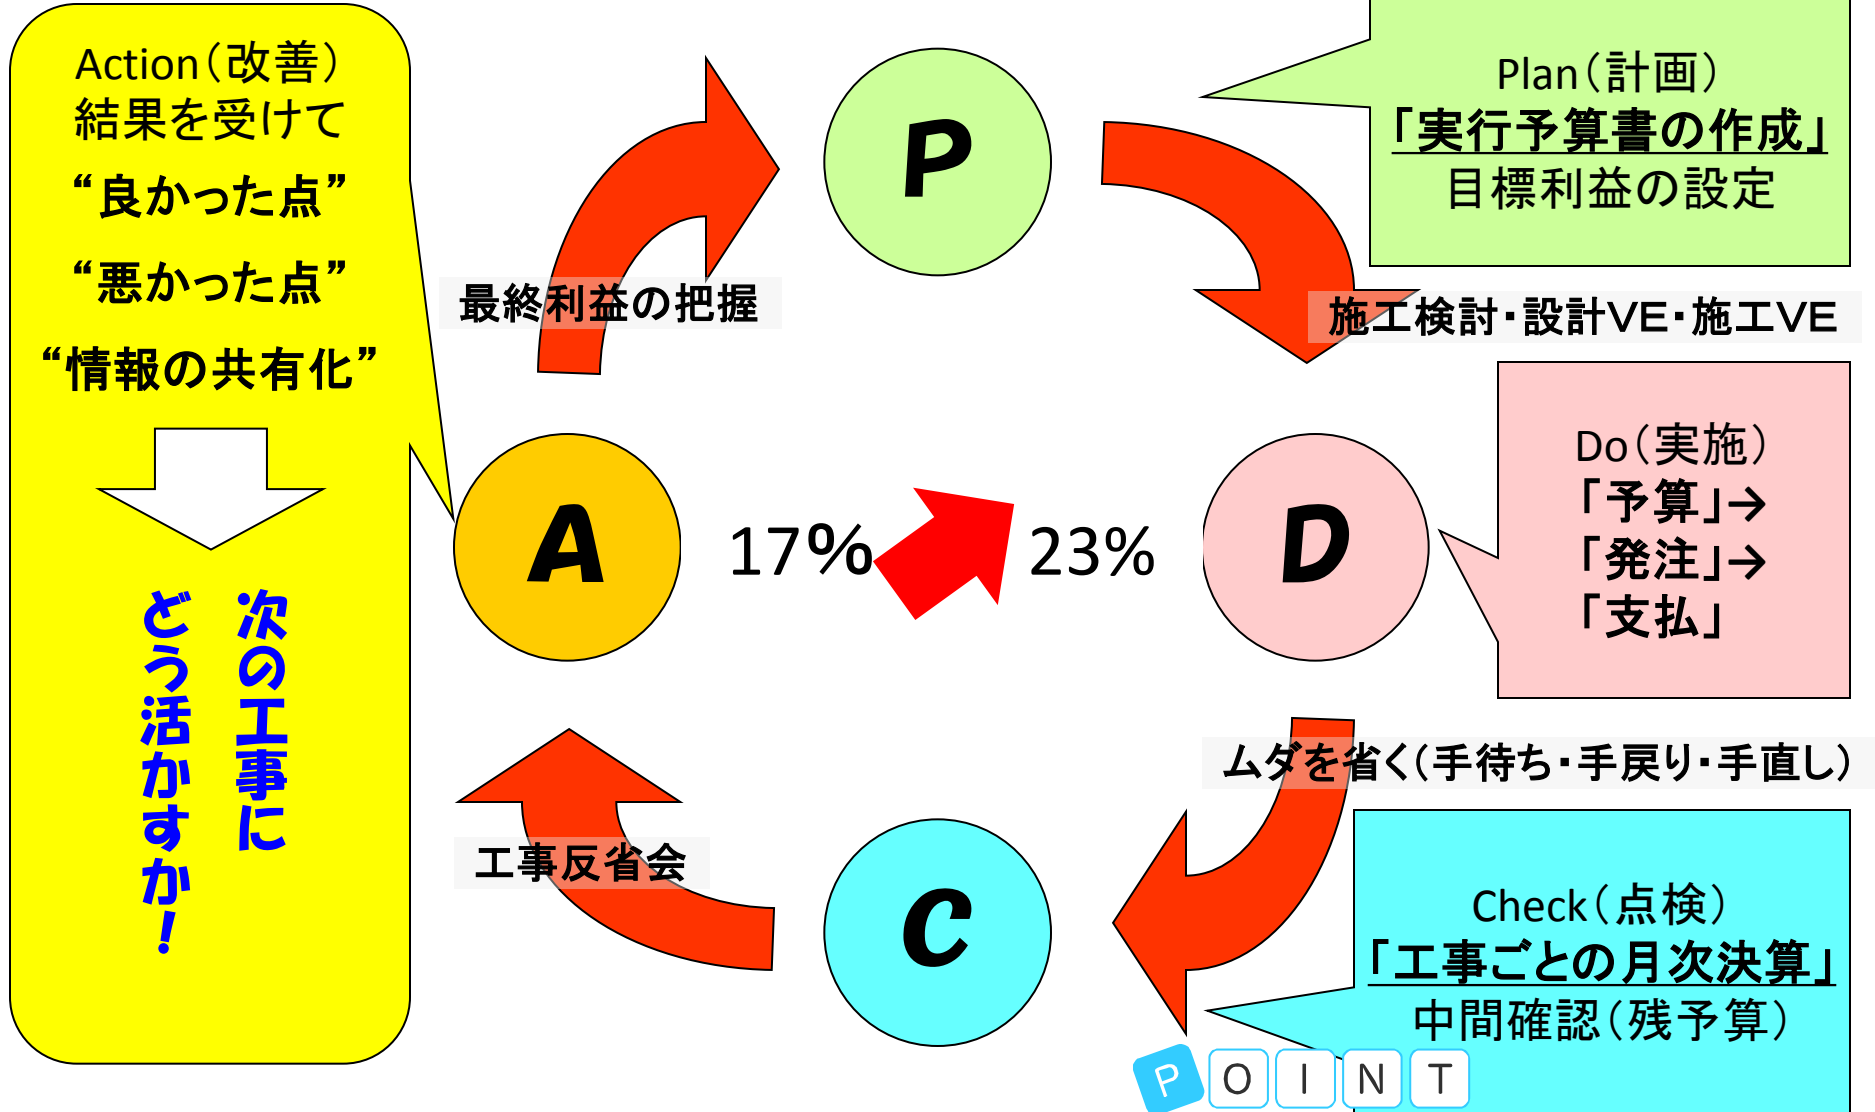 Action（改善）
結果を受けて
“良かった点”
“悪かった点”
“情報の共有化”
次の工事に
どう活かすか！
P
Plan（計画）
「実行予算書の作成」
目標利益の設定
最終利益の把握
施工検討・設計VE・施工VE
A
17%
23%
D
Do（実施）
「予算」→
「発注」→
「支払」
ムダを省く（手待ち・手戻り・手直し）
工事反省会
C
Check（点検）
「工事ごとの月次決算」
中間確認（残予算）
POINT